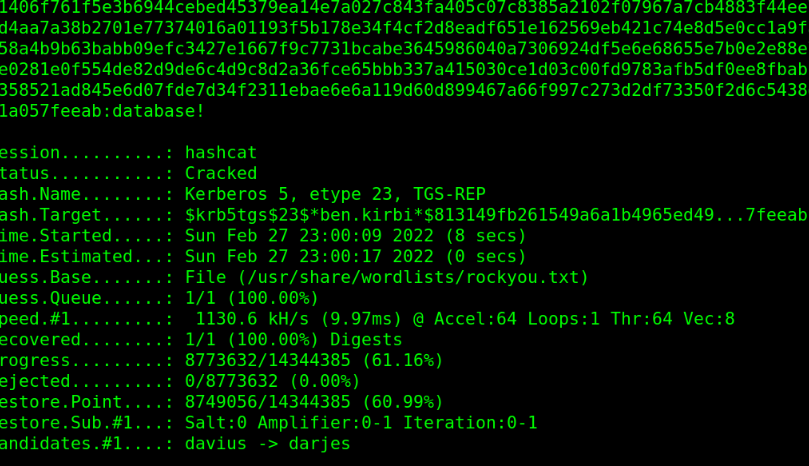 1406f761f5e3b6944cebed45379ea14e7a027c843fa405c07c8385a2102f07967a7cb4883f44ee
d4aa7a38b2701e77374016a01193f5b178e34f4cf2d8eadf651e162569eb421c74e8d5e0cc1a9f
58a4b9b63babb09efc3427e1667f9c7731bcabe3645986040a7306924df5e6e68655e7b0e2e88e
e0281e0f554de82d9de6c4d9c8d2a36fce65bbb337a415030ce1d03c00fd9783afb5df0ee8fbab
358521ad845e6d07fde7d34f2311ebae6e6a119d60d899467a66f997c273d2df73350f2d6c5438
1a057feeab:database!
ession..........: hashcat
tatus...........: Cracked
ash.Name........: Kerberos 5, etype 23, TGS-REP
ash.Target......: $krb5tgs$23$*ben.kirbi*$813149fb261549a6a1b4965ed49...7feeab
ime.Started.....: Sun Feb 27 23:00:09 2022 (8 secs)
ime.Estimated...: Sun Feb 27 23:00:17 2022 (0 secs)
uess.Base.......: File (/usr/share/wordlists/rockyou.txt)
uess.Queue......: 1/1 (100.00%)
peed.#1.........:  1130.6 kH/s (9.97ms) @ Accel:64 Loops:1 Thr:64 Vec:8
ecovered........: 1/1 (100.00%) Digests
rogress.........: 8773632/14344385 (61.16%)
ejected.........: 0/8773632 (0.00%)
estore.Point....: 8749056/14344385 (60.99%)
estore.Sub.#1...: Salt:0 Amplifier:0-1 Iteration:0-1
andidates.#1....: davius -> darjes